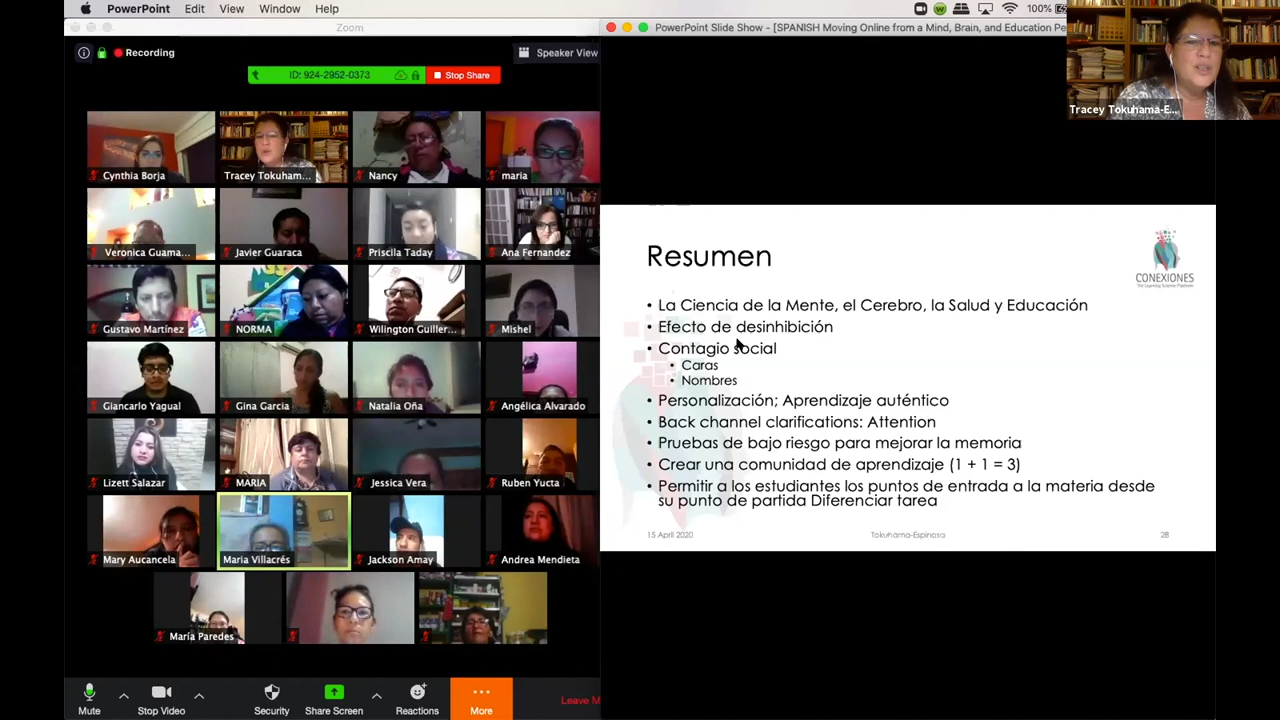 PowerPoint Edit View Window Help
100%
Zoom
PowerPoint Slide Show - [SPANISH Moving Online from a Mind, Brain, and Education Pe
Recording
Speaker View
ID: 924-2952-0373
Stop Share
Tracey Tokuhama-E...
Cynthia Borja
Tracey Tokuham...
Nancy
maria
Veronica Guama...
Javier Guaraca
Priscila Taday
Ana Fernandez
Gustavo Martínez
NORMA
Wilington Guiller...
Mishel
Giancarlo Yagual
Gina Garcia
Natalia Oña
Angélica Alvarado
Lizett Salazar
MARIA
Jessica Vera
Ruben Yucta
Mary Aucancela
Maria Villacrés
Jackson Amay
Andrea Mendieta
María Paredes
Mute
Stop Video
Security
Share Screen
Reactions
More
Leave M
Resumen
CONEXIONES
The Learning Science Platform
• La Ciencia de la Mente, el Cerebro, la Salud y Educación
• Efecto de desinhibición
• Contagio social
• Caras
• Nombres
• Personalización; Aprendizaje auténtico
• Back channel clarifications: Attention
• Pruebas de bajo riesgo para mejorar la memoria
• Crear una comunidad de aprendizaje (1 + 1 = 3)
• Permitir a los estudiantes los puntos de entrada a la materia desde
su punto de partida Diferenciar tarea
15 April 2020
Tokuhama-Espinosa
28